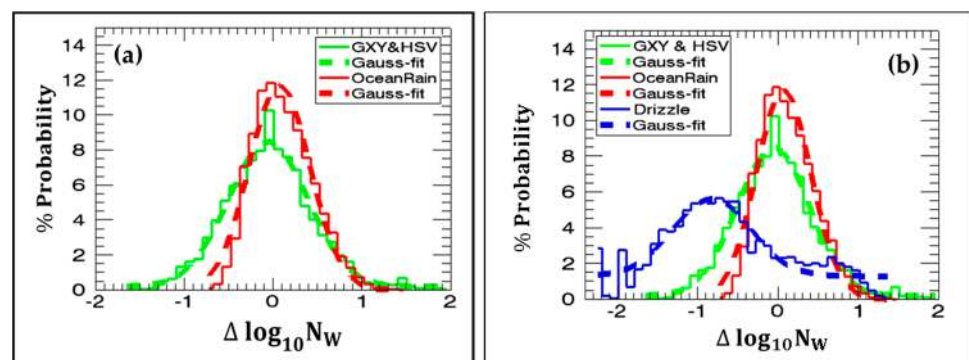 (a)
GXY&HSV
Gauss-fit
OceanRain
Gauss-fit
% Probability
14
12
10
8
6
4
2
0
-2
-1
0
1
2
Δ log₁₀N_W
(b)
GXY & HSV
Gauss-fit
OceanRain
Gauss-fit
Drizzle
Gauss-fit
% Probability
14
12
10
8
6
4
2
0
-2
-1
0
1
2
Δ log₁₀N_W